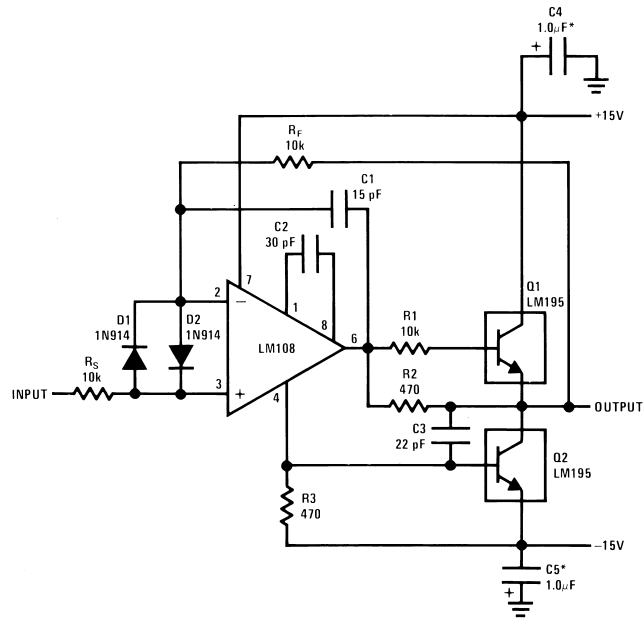 C4
1.0μF*
+
+15V
RF
10k
C1
15 pF
C2
30 pF
7
Q1
LM195
2
−
1
D1
1N914
D2
1N914
8
R1
10k
LM108
6
RS
10k
R2
470
INPUT
3
+
4
OUTPUT
C3
22 pF
Q2
LM195
R3
470
−15V
C5*
1.0μF
+